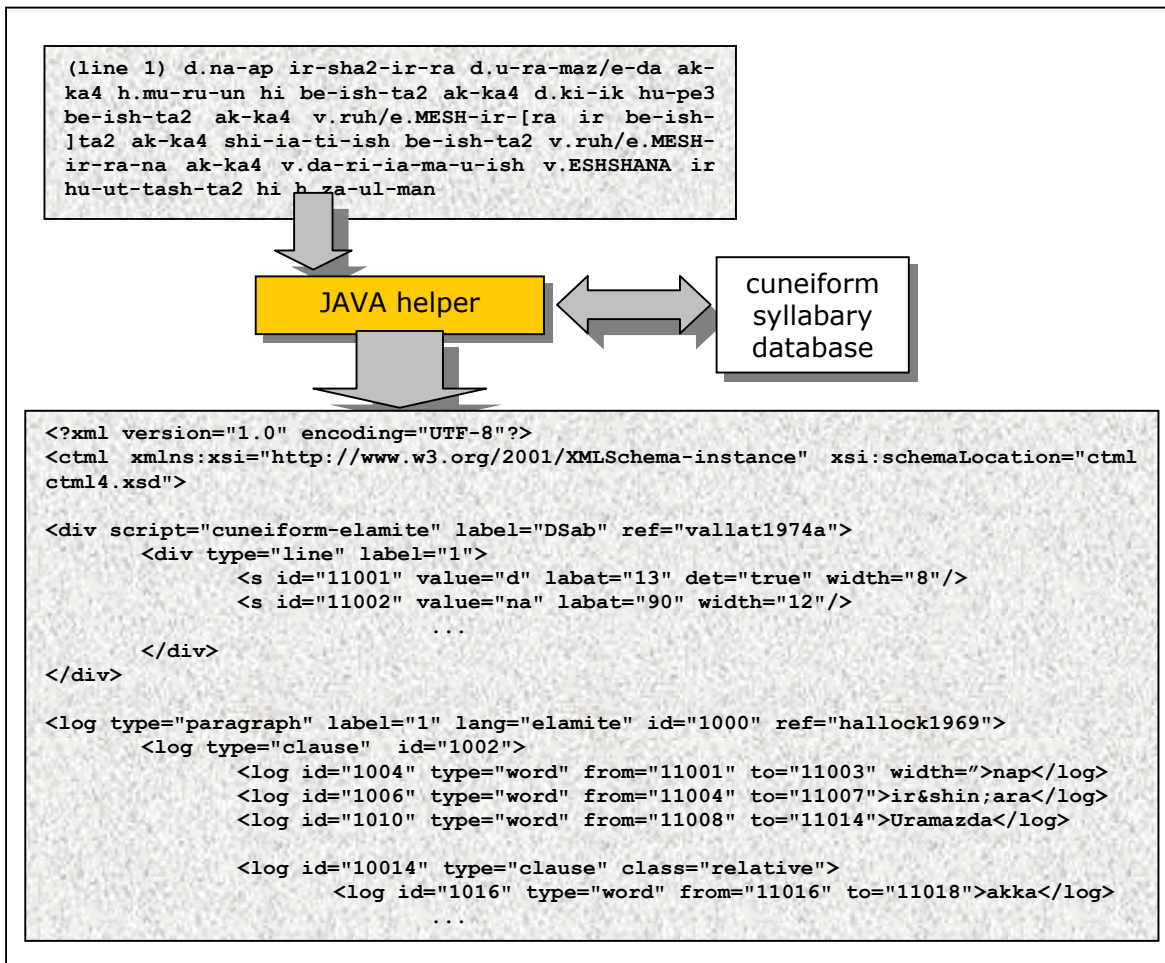 (line 1) d.na-ap ir-sha2-ir-ra d.u-ra-maz/e-da ak-
ka4 h.mu-ru-un hi be-ish-ta2 ak-ka4 d.ki-ik hu-pe3
be-ish-ta2 ak-ka4 v.ruh/e.MESH-ir-[ra ir be-ish-
]ta2 ak-ka4 shi-ia-ti-ish be-ish-ta2 v.ruh/e.MESH-
ir-ra-na ak-ka4 v.da-ri-ia-ma-u-ish v.ESHSHANA ir
hu-ut-tash-ta2 hi h.za-ul-man
JAVA helper
cuneiform
syllabary
database
<?xml version="1.0" encoding="UTF-8"?>
<ctml xmlns:xsi="http://www.w3.org/2001/XMLSchema-instance" xsi:schemaLocation="ctml
ctml4.xsd">
<div script="cuneiform-elamite" label="DSab" ref="vallat1974a">
<div type="line" label="1">
<s id="11001" value="d" labat="13" det="true" width="8"/>
<s id="11002" value="na" labat="90" width="12"/>
...
</div>
</div>
<log type="paragraph" label="1" lang="elamite" id="1000" ref="hallock1969">
<log type="clause" id="1002">
<log id="1004" type="word" from="11001" to="11003" width=”>nap</log>
<log id="1006" type="word" from="11004" to="11007">ir&shin;ara</log>
<log id="1010" type="word" from="11008" to="11014">Uramazda</log>
<log id="10014" type="clause" class="relative">
<log id="1016" type="word" from="11016" to="11018">akka</log>
...